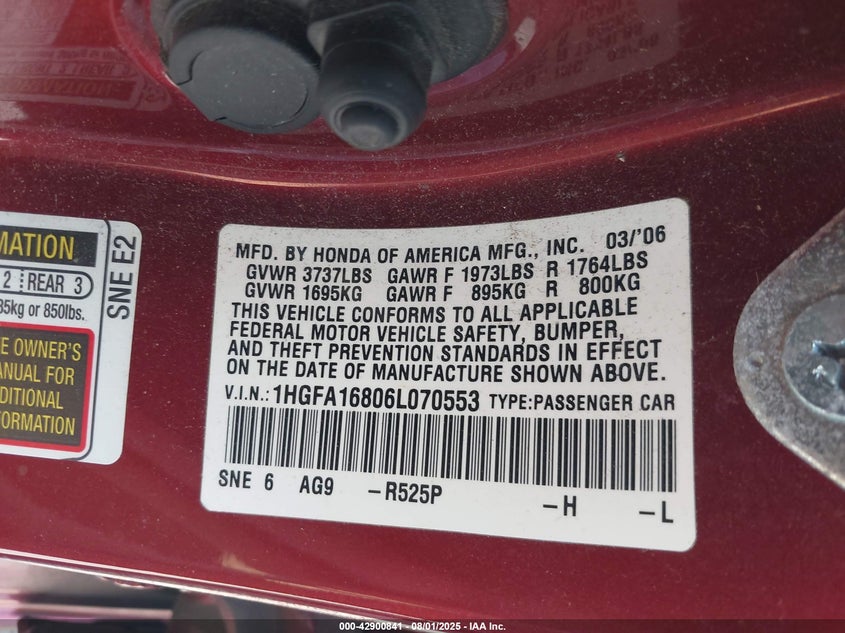 MATION
2 REAR 3
35kg or 850lbs.
SNE E2
E OWNER'S
ANUAL FOR
DITIONAL
FORMATION
MFD. BY HONDA OF AMERICA MFG., INC. 03/'06
GVWR 3737LBS GAWR F 1973LBS R 1764LBS
GVWR 1695KG GAWR F 895KG R 800KG
THIS VEHICLE CONFORMS TO ALL APPLICABLE
FEDERAL MOTOR VEHICLE SAFETY, BUMPER,
AND THEFT PREVENTION STANDARDS IN EFFECT
ON THE DATE OF MANUFACTURE SHOWN ABOVE.
V.I.N.: 1HGFA16806L070553 TYPE:PASSENGER CAR
SNE 6 AG9 -R525P -H -L
000-42900841 - 08/01/2025 - IAA Inc.